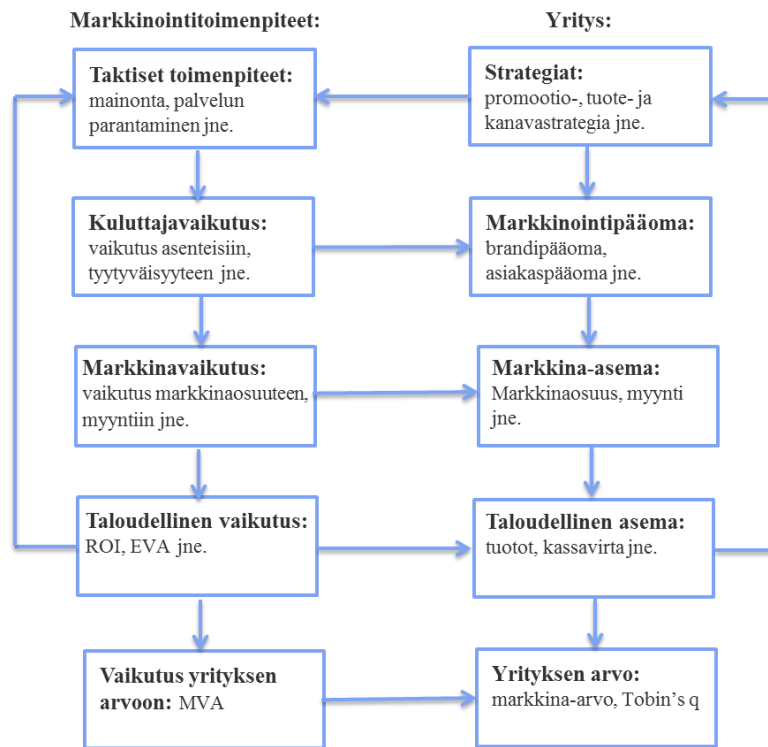 Markkinointitoimenpiteet:
Yritys:
Taktiset toimenpiteet:
mainonta, palvelun
parantaminen jne.
Strategiat:
promootio-, tuote- ja
kanavastrategia jne.
Kuluttajavaikutus:
vaikutus asenteisiin,
tyytyväisyyteen jne.
Markkinointipääoma:
brandipääoma,
asiakaspääoma jne.
Markkinavaikutus:
vaikutus markkinaosuuteen,
myyntiin jne.
Markkina-asema:
Markkinaosuus, myynti
jne.
Taloudellinen vaikutus:
ROI, EVA jne.
Taloudellinen asema:
tuotot, kassavirta jne.
Vaikutus yrityksen
arvoon: MVA
Yrityksen arvo:
markkina-arvo, Tobin’s q